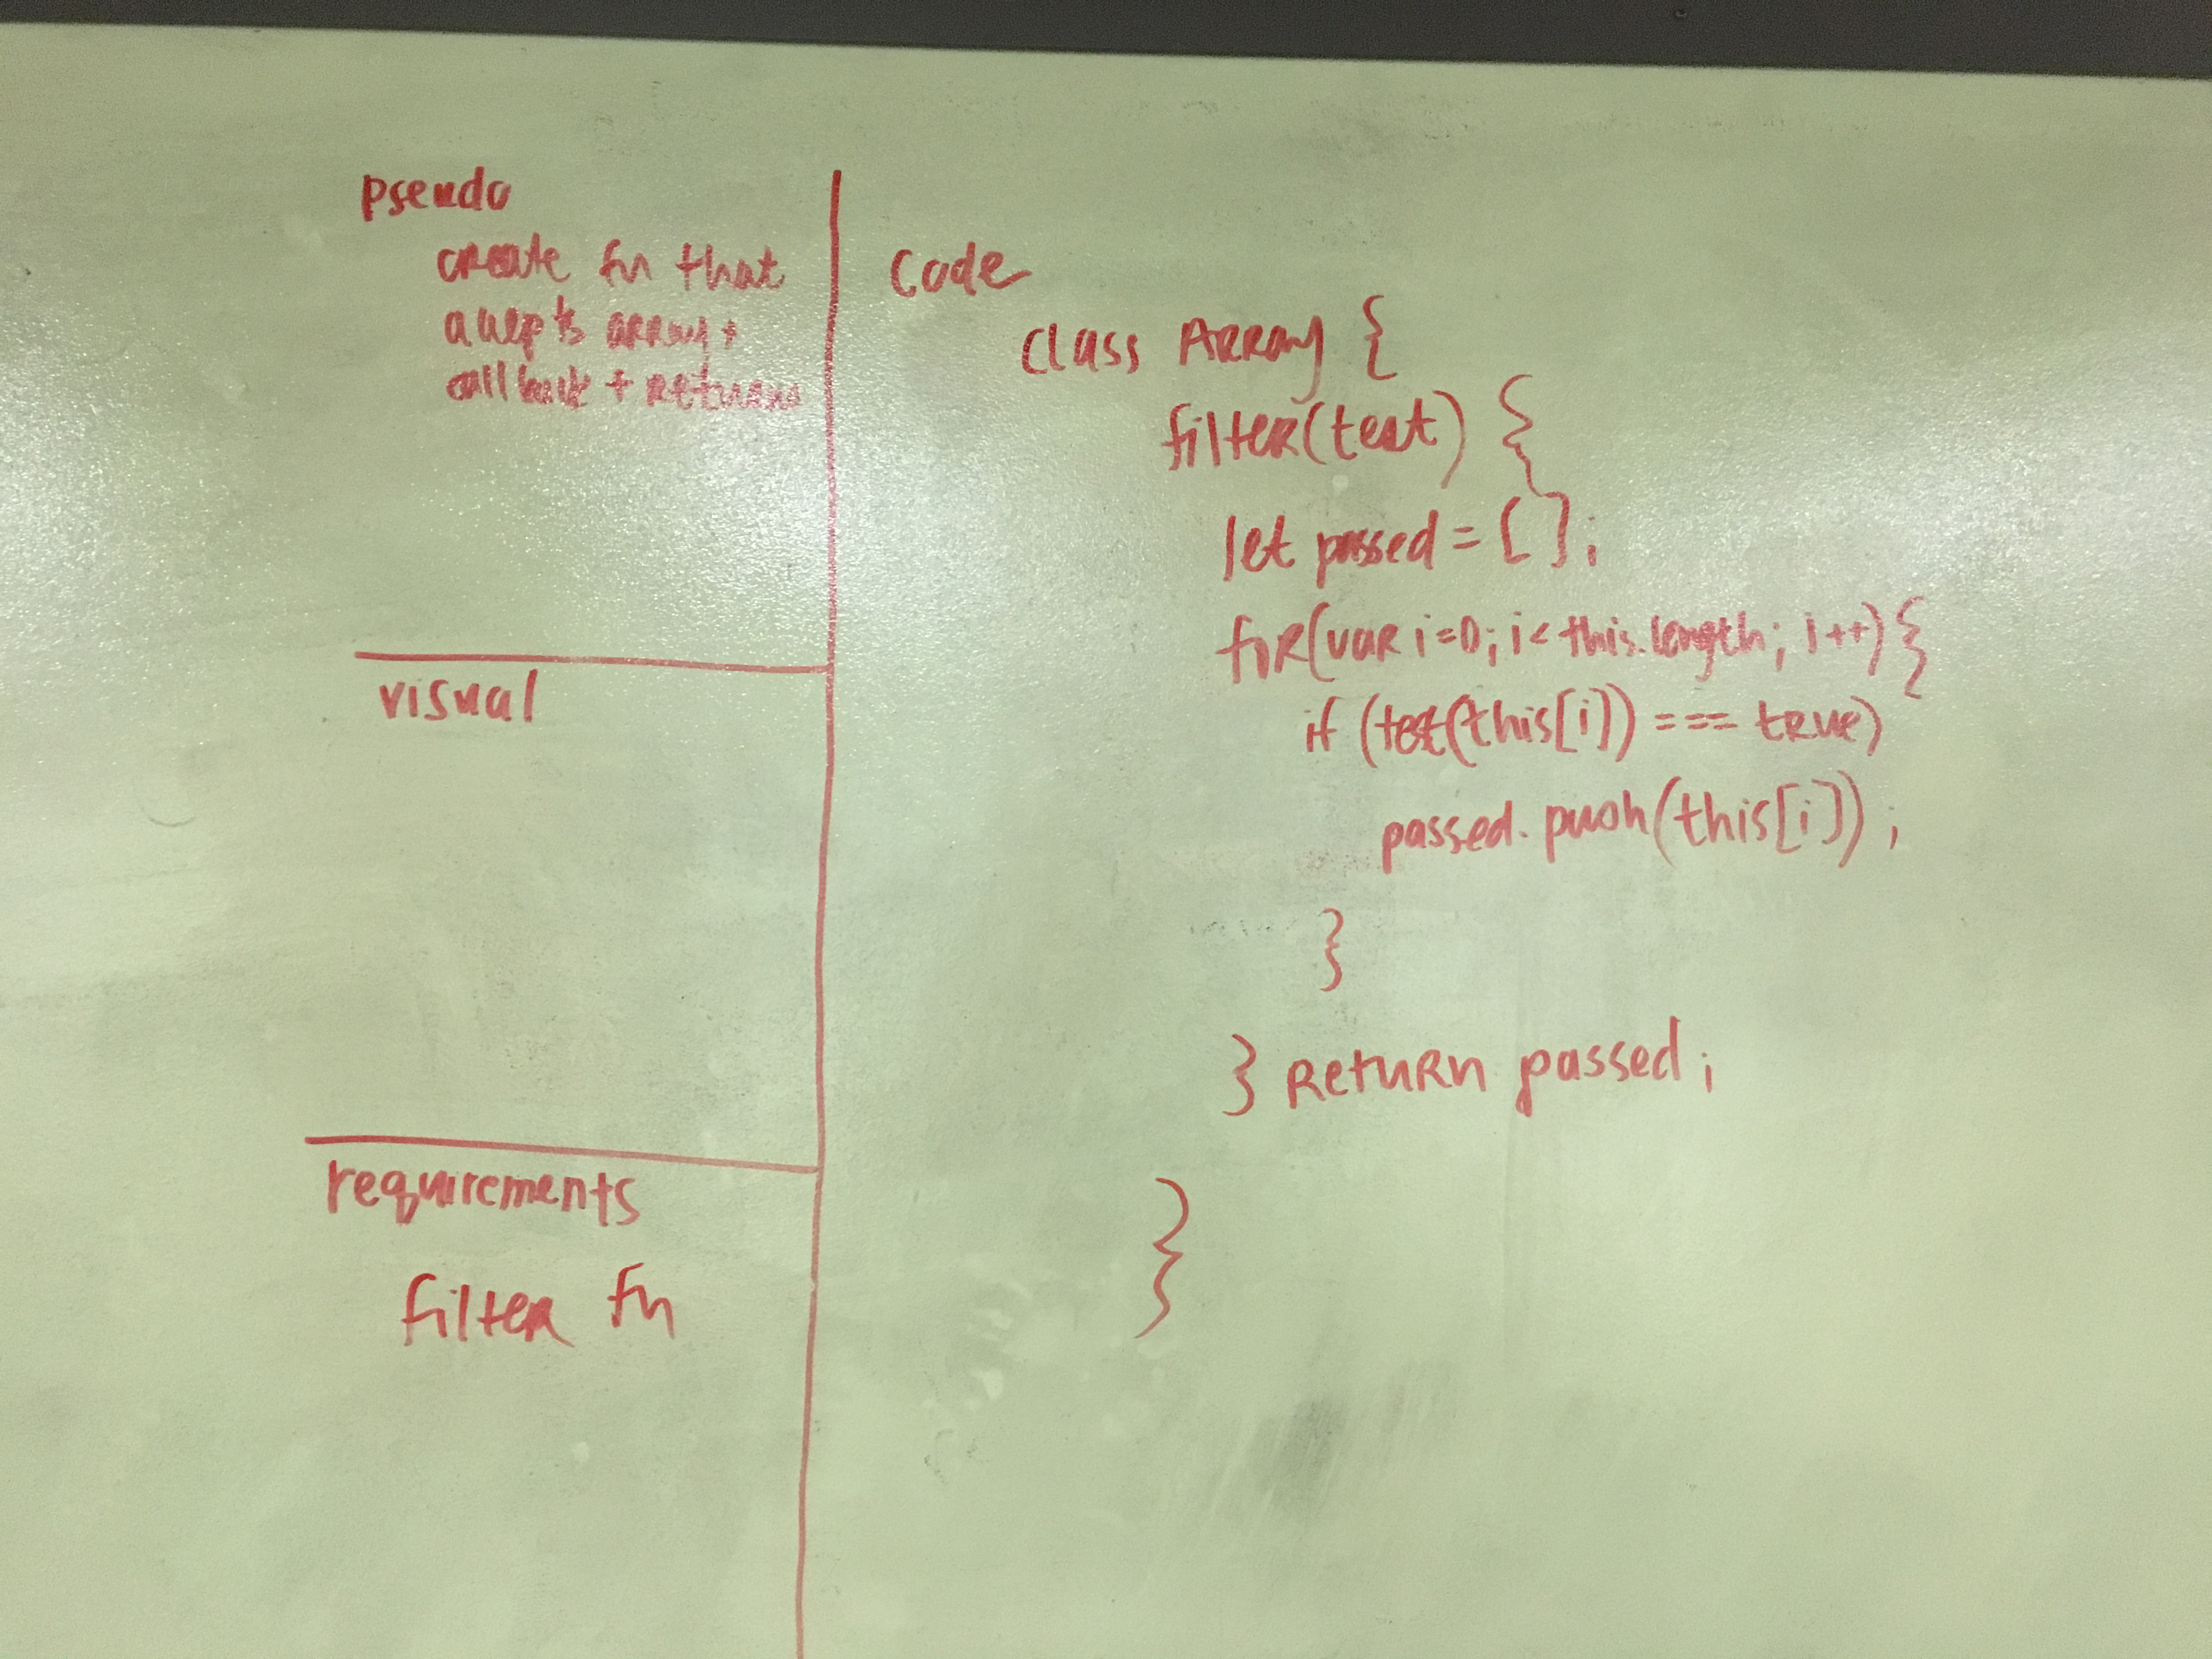 pseudo
create fn that
accepts array +
callback + returns
visual
requirements
filter fn
Code
class Array {
filter(test) {
let passed = [ ];
for(var i=0; i< this.length; i++) {
if (test(this[i]) === true)
passed.push(this[i]);
}
} return passed;
}